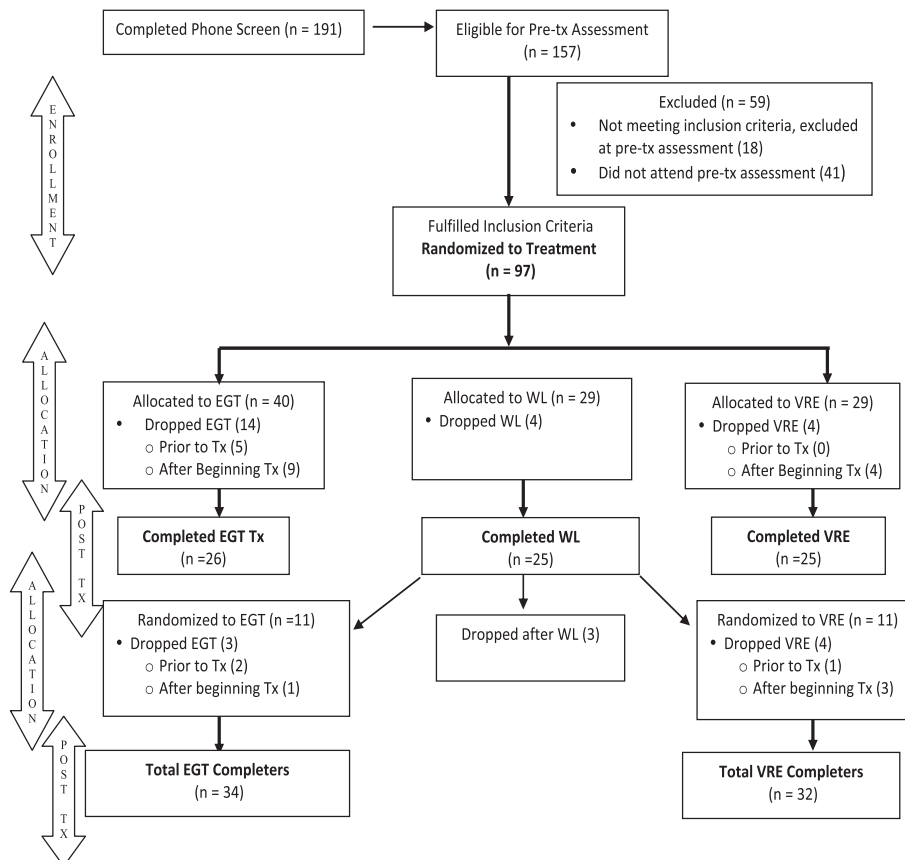 Completed Phone Screen (n = 191)
Eligible for Pre-tx Assessment
(n = 157)
ENROLLMENT
Excluded (n = 59)
• Not meeting inclusion criteria, excluded
at pre-tx assessment (18)
• Did not attend pre-tx assessment (41)
Fulfilled Inclusion Criteria
Randomized to Treatment
(n = 97)
ALLOCATION
Allocated to EGT (n = 40)
• Dropped EGT (14)
o Prior to Tx (5)
o After Beginning Tx (9)
Allocated to WL (n = 29)
• Dropped WL (4)
Allocated to VRE (n = 29)
• Dropped VRE (4)
o Prior to Tx (0)
o After Beginning Tx (4)
POST TX
Completed EGT Tx
(n =26)
Completed WL
(n =25)
Completed VRE
(n =25)
ALLOCATION
Randomized to EGT (n =11)
• Dropped EGT (3)
o Prior to Tx (2)
o After beginning Tx (1)
Dropped after WL (3)
Randomized to VRE (n = 11)
• Dropped VRE (4)
o Prior to Tx (1)
o After beginning Tx (3)
POST TX
Total EGT Completers
n = 34)
Total VRE Completers
(n = 32)